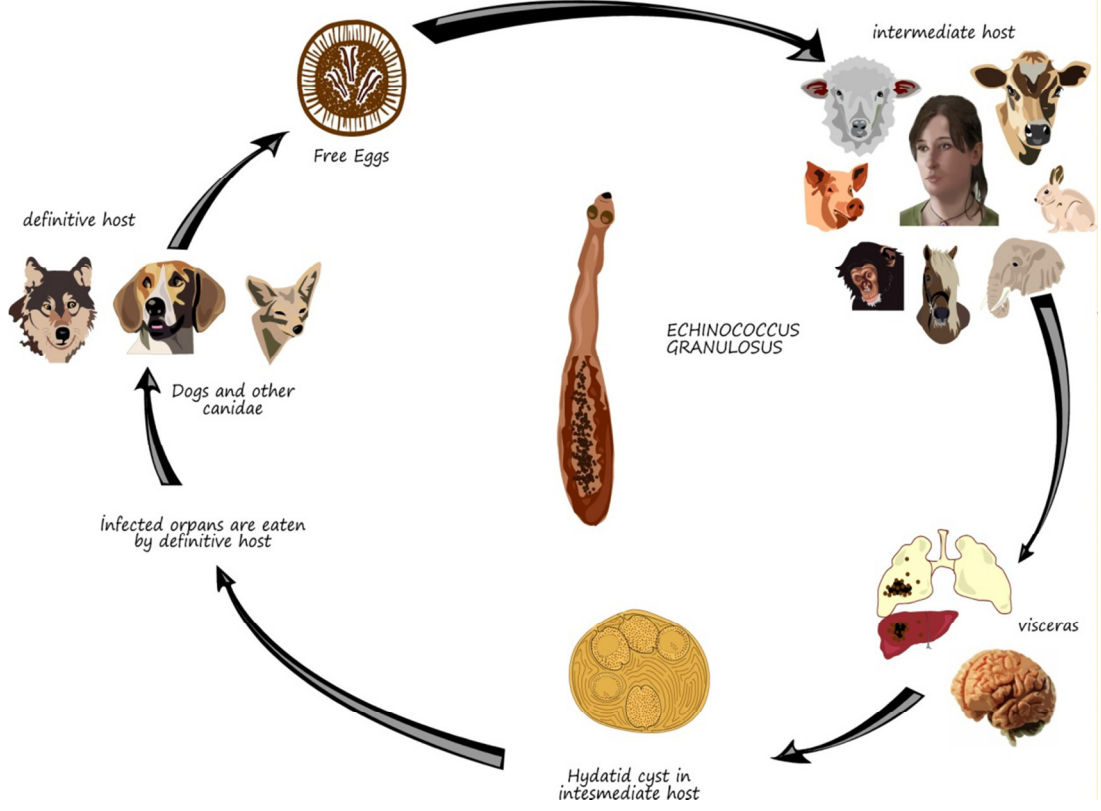 intermediate host
Free Eggs
definitive host
ECHINOCOCCUS
GRANULOSUS
Dogs and other
canidae
infected orpans are eaten
by definitive host
visceras
Hydatid cyst in
intesmediate host